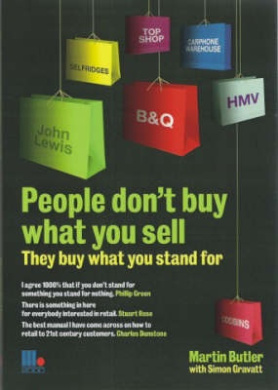 TOP
SHOP
CARPHONE
WAREHOUSE
SELFRIDGES
HMV
B&Q
John
Lewis
People don't buy
what you sell
They buy what you stand for
I agree 1000% that if you don't stand for
something you stand for nothing. Philip Green
There is something in here
for everybody interested in retail. Stuart Rose
The best manual I have come across on how to
retail to 21st century customers. Charles Dunstone
COUSINS
Martin Butler
with Simon Gravatt